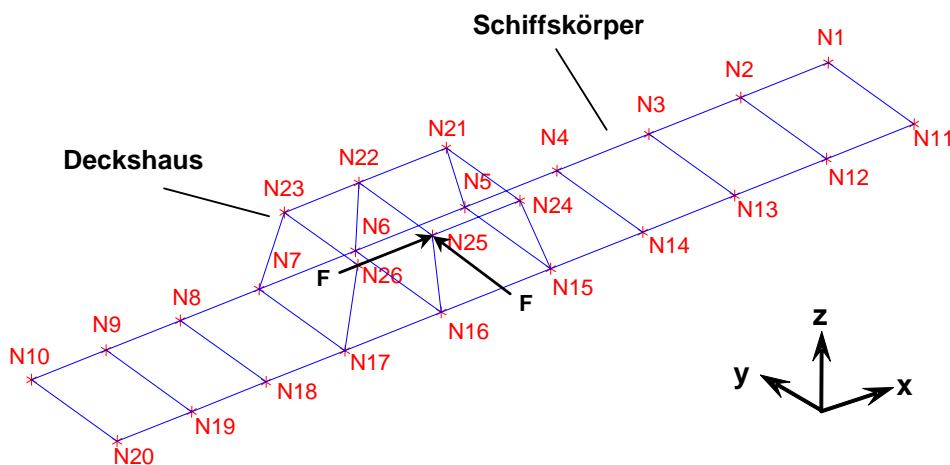 Schiffskörper
N1
N2
N3
N21
N4
N11
Deckshaus
N22
N12
N23
N5
N24
N13
N6
N25
N14
N7
F
N26
N15
F
N8
N16
N9
N17
N10
N18
N19
N20
z
y
x